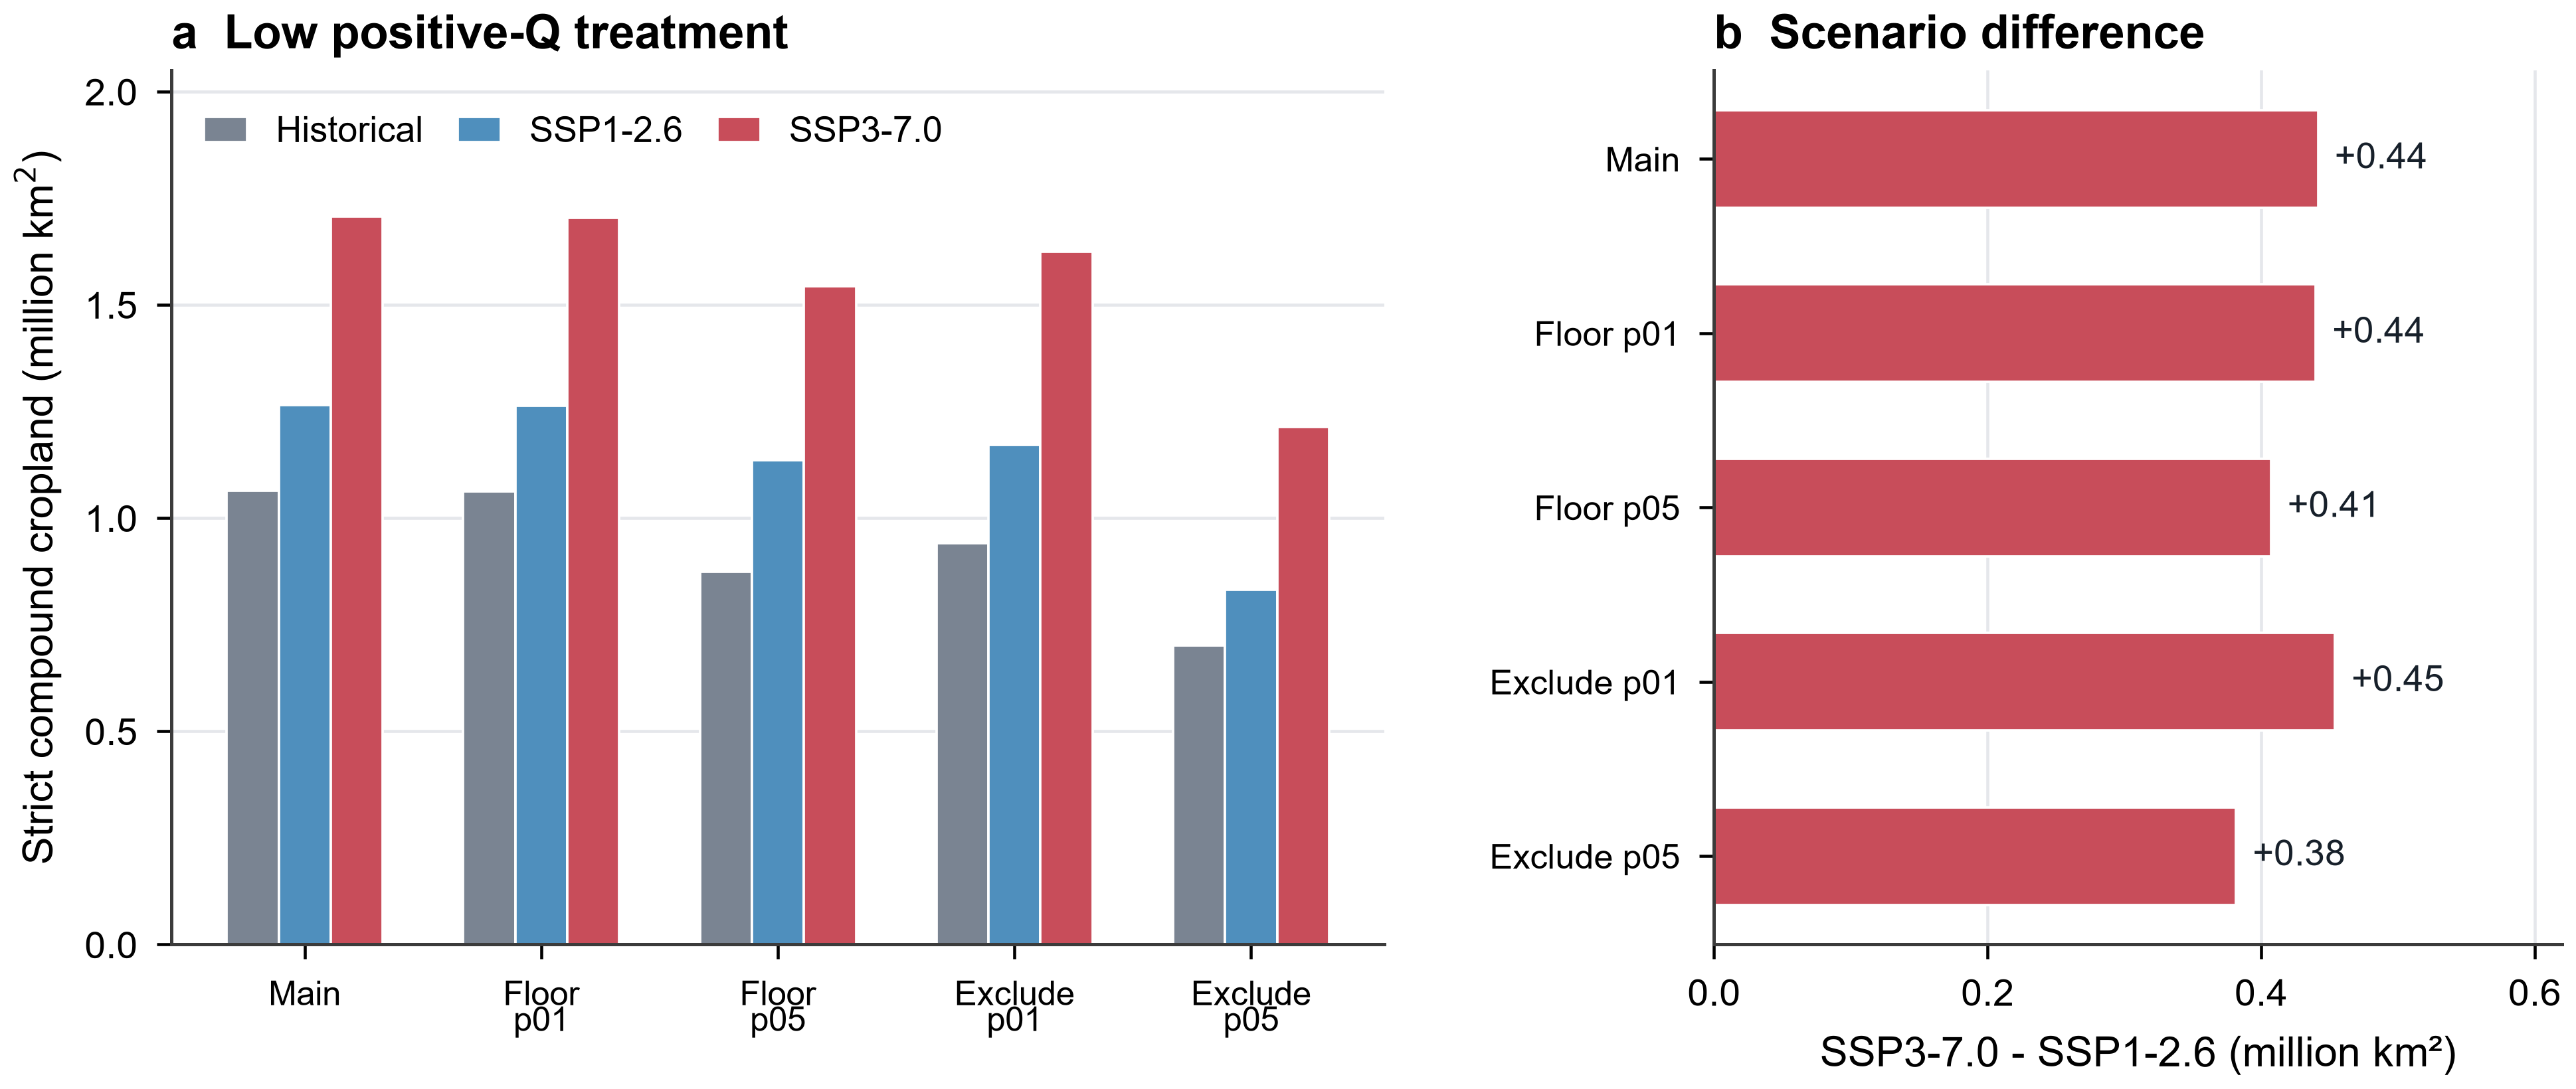 a Low positive-Q treatment
Strict compound cropland (million km²)
2.0
1.5
1.0
0.5
0.0
Historical SSP1-2.6 SSP3-7.0
Main
Floor
p01
Floor
p05
Exclude
p01
Exclude
p05
b Scenario difference
Main +0.44
Floor p01 +0.44
Floor p05 +0.41
Exclude p01 +0.45
Exclude p05 +0.38
0.0 0.2 0.4 0.6
SSP3-7.0 - SSP1-2.6 (million km²)